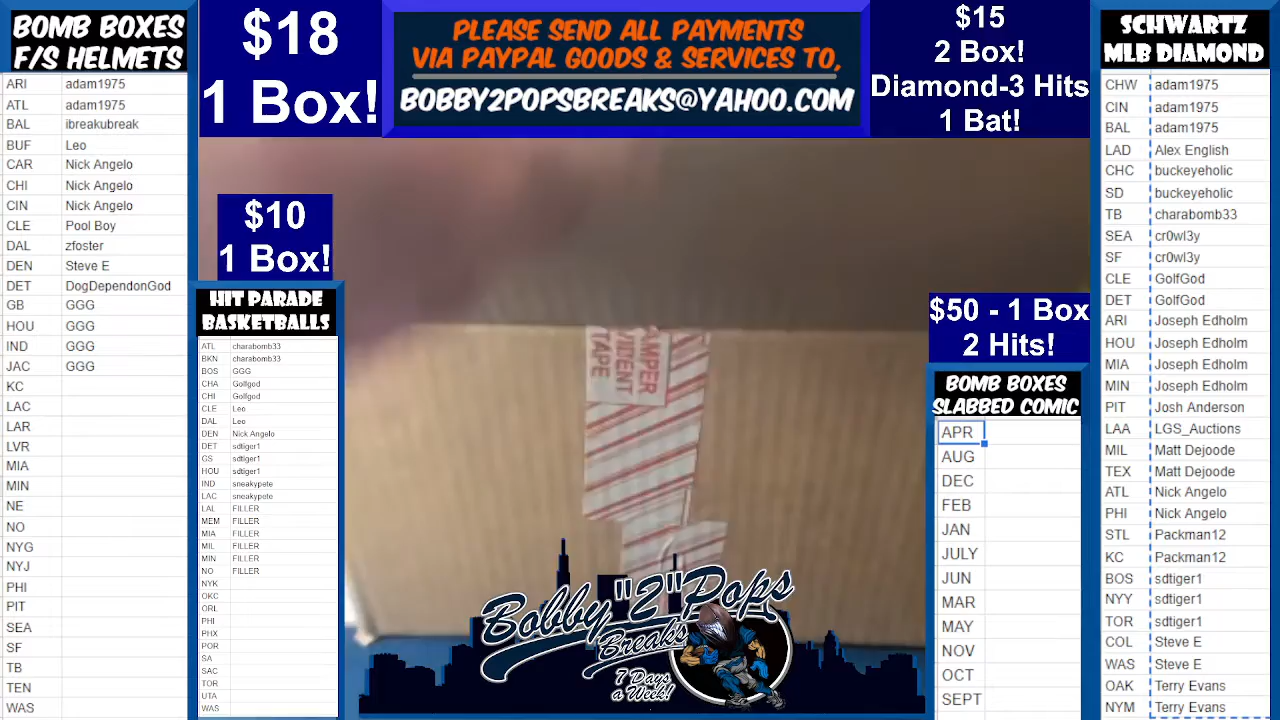 BOMB BOXES
F/S HELMETS
ARI adam1975
ATL adam1975
BAL ibreakubreak
BUF Leo
CAR Nick Angelo
CHI Nick Angelo
CIN Nick Angelo
CLE Pool Boy
DAL zfoster
DEN Steve E
DET DogDependonGod
GB GGG
HOU GGG
IND GGG
JAC GGG
KC
LAC
LAR
LVR
MIA
MIN
NE
NO
NYG
NYJ
PHI
PIT
SEA
SF
TB
TEN
WAS
$18
1 Box!
PLEASE SEND ALL PAYMENTS
VIA PAYPAL GOODS & SERVICES TO,
BOBBY2POPSBREAKS@YAHOO.COM
$15
2 Box!
Diamond-3 Hits
1 Bat!
$10
1 Box!
HIT PARADE
BASKETBALLS
ATL charabomb33
BKN charabomb33
BOS GGG
CHA Golfgod
CHI Golfgod
CLE Leo
DAL Leo
DEN Nick Angelo
DET sdtiger1
GS sdtiger1
HOU sdtiger1
IND sneakypete
LAC sneakypete
LAL FILLER
MEM FILLER
MIA FILLER
MIL FILLER
MIN FILLER
NO FILLER
NYK
OKC
ORL
PHI
PHX
POR
SA
SAC
TOR
UTA
WAS
TAMPER
EVIDENT
TAPE
Bobby "2" Pops
Breaks
7 Days
a Week!
$50 - 1 Box
2 Hits!
BOMB BOXES
SLABBED COMIC
APR
AUG
DEC
FEB
JAN
JULY
JUN
MAR
MAY
NOV
OCT
SEPT
SCHWARTZ
MLB DIAMOND
CHW adam1975
CIN adam1975
BAL adam1975
LAD Alex English
CHC buckeyeholic
SD buckeyeholic
TB charabomb33
SEA cr0wl3y
SF cr0wl3y
CLE GolfGod
DET GolfGod
ARI Joseph Edholm
HOU Joseph Edholm
MIA Joseph Edholm
MIN Joseph Edholm
PIT Josh Anderson
LAA LGS_Auctions
MIL Matt Dejoode
TEX Matt Dejoode
ATL Nick Angelo
PHI Nick Angelo
STL Packman12
KC Packman12
BOS sdtiger1
NYY sdtiger1
TOR sdtiger1
COL Steve E
WAS Steve E
OAK Terry Evans
NYM Terry Evans